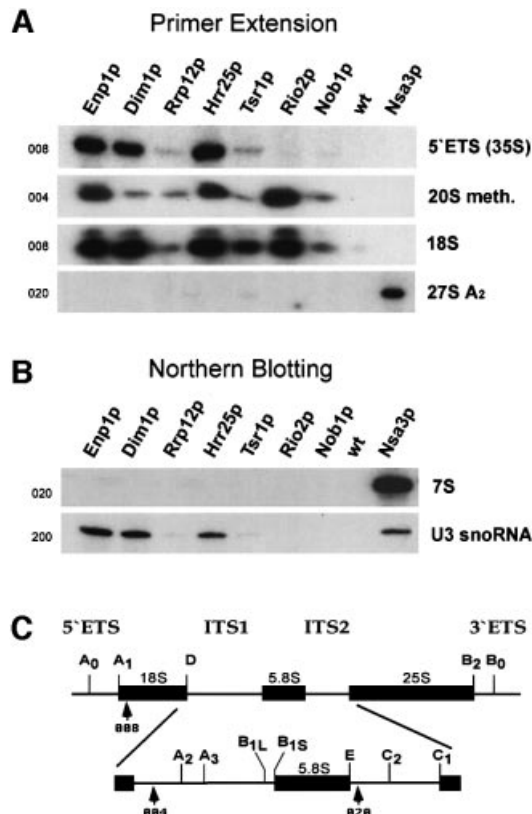 A Primer Extension
Enp1p Dim1p Rrp12p Hrr25p Tsr1p Rio2p Nob1p wt Nsa3p
008 5`ETS (35S)
004 20S meth.
008 18S
020 27S A₂
B Northern Blotting
Enp1p Dim1p Rrp12p Hrr25p Tsr1p Rio2p Nob1p wt Nsa3p
020 7S
200 U3 snoRNA
C 5`ETS ITS1 ITS2 3`ETS
A₀ A₁ D B₂ B₀
18S 5.8S 25S
008
A₂ A₃ B₁L B₁S E C₂ C₁
5.8S
004 020